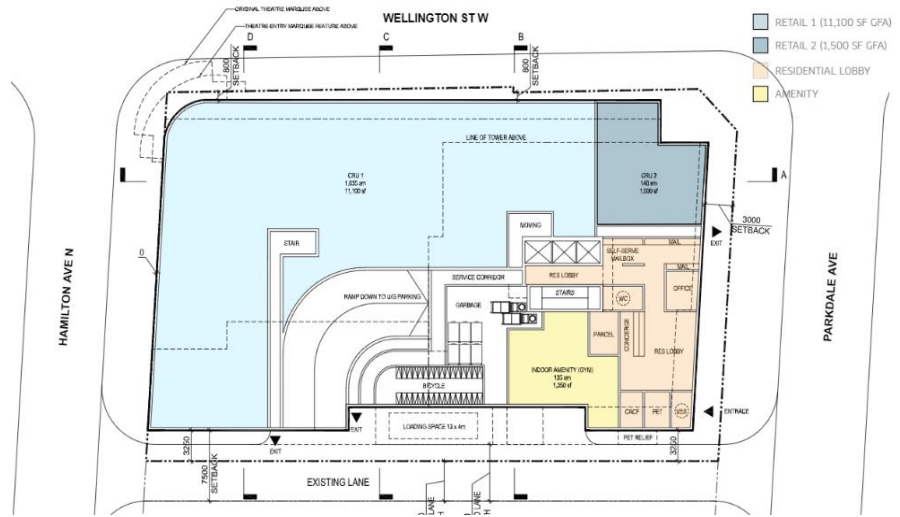 ORIGINAL THEATRE MARQUEE ABOVE
THEATRE ENTRY MARQUEE FEATURE ABOVE
WELLINGTON ST W
RETAIL 1 (11,100 SF GFA)
RETAIL 2 (1,500 SF GFA)
RESIDENTIAL LOBBY
AMENITY
D
C
B
800
SETBACK
800
SETBACK
LINE OF TOWER ABOVE
CRU 1
1,035 sm
11,100 sf
CRU 2
140 sm
1,500 sf
A
3000
SETBACK
EXIT
STAIR
MOVING
SELF-SERVE
MAILBOX
MAIL
MAIL
OFFICE
0
SERVICE CORRIDOR
RES LOBBY
RAMP DOWN TO U/G PARKING
GARBAGE
STAIRS
WC
HAMILTON AVE N
PARKDALE AVE
PARCEL
CONCIERGE
RES LOBBY
INDOOR AMENITY (GYM)
125 sm
1,350 sf
BICYCLE
CACF
PET
ENTRACE
EXIT
LOADING SPACE 13 x 4m
PET RELIEF
EXIT
3250
3250
7500
SETBACK
EXISTING LANE